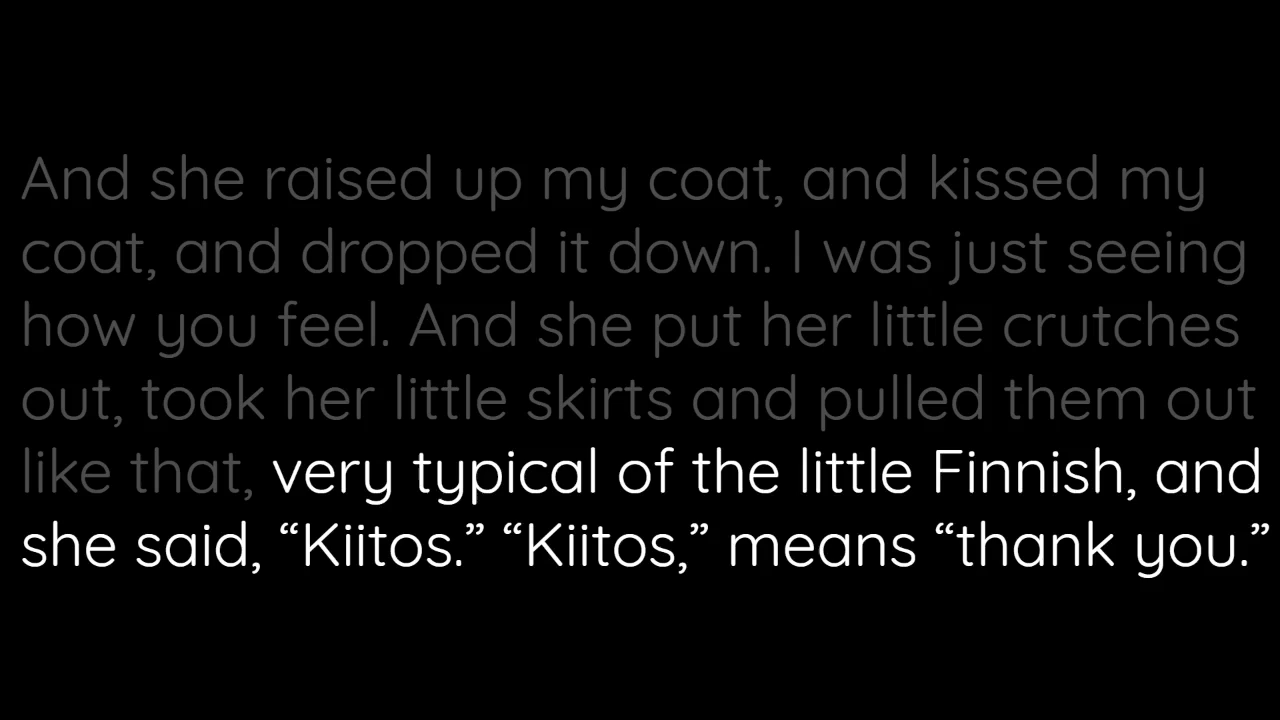 And she raised up my coat, and kissed my
coat, and dropped it down. I was just seeing
how you feel. And she put her little crutches
out, took her little skirts and pulled them out
like that, very typical of the little Finnish, and
she said, “Kiitos.” “Kiitos,” means “thank you.”